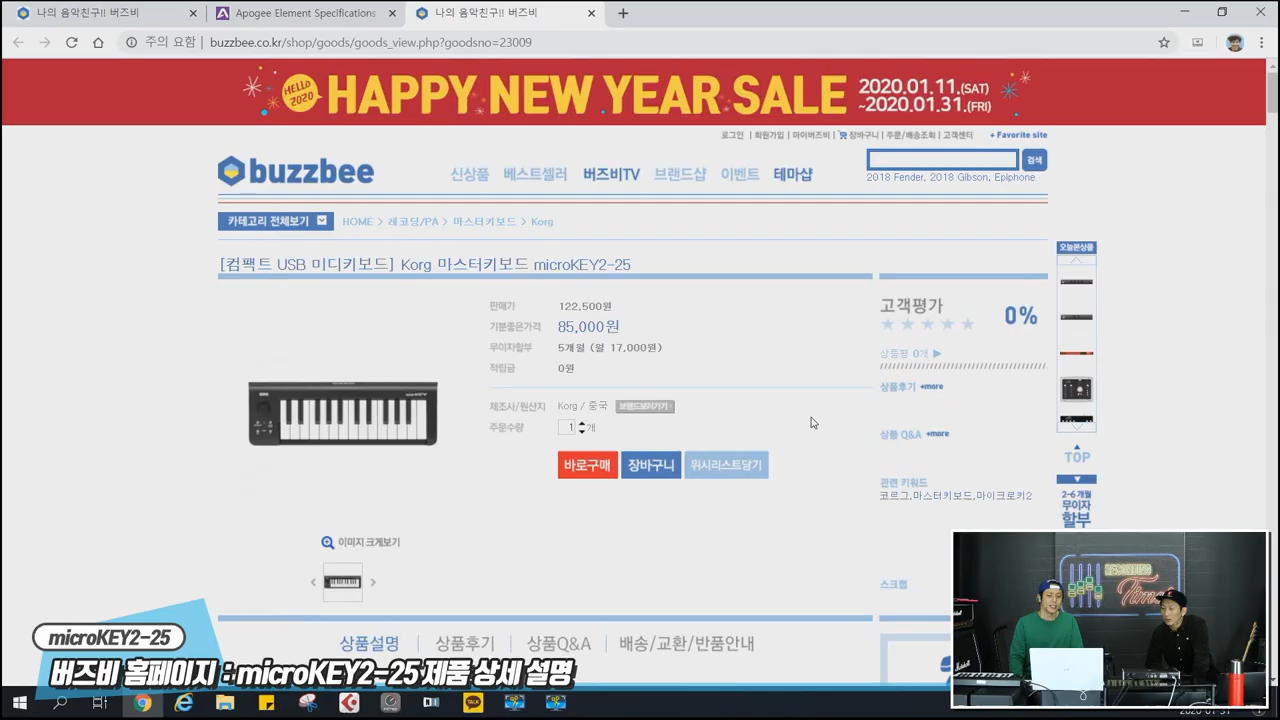 나의 음악친구!! 버즈비
Apogee Element Specifications
나의 음악친구!! 버즈비
주의 요함 | buzzbee.co.kr/shop/goods/goods_view.php?goodsno=23009
HELLO 2020
HAPPY NEW YEAR SALE
2020.01.11.(SAT)
~2020.01.31.(FRI)
로그인 | 회원가입 | 마이버즈비 | 장바구니 | 주문/배송조회 | 고객센터 + Favorite site
buzzbee
신상품 베스트셀러 버즈비TV 브랜드샵 이벤트 테마샵
검색
2018 Fender, 2018 Gibson, Epiphone
카테고리 전체보기
HOME > 레코딩/PA > 마스터키보드 > Korg
오늘본상품
[컴팩트 USB 미디키보드] Korg 마스터키보드 microKEY2-25
판매가 122,500원
기분좋은가격 85,000원
무이자할부 5개월 (월 17,000원)
적립금 0원
제조사/원산지 Korg / 중국 브랜드보러가기
주문수량 1 개
바로구매 장바구니 위시리스트담기
고객평가 0%
상품평 0개 ▶
상품후기 +more
상품 Q&A +more
관련 키워드
코르그,마스터키보드,마이크로키2
스크랩
TOP
2~6개월
무이자
할부
이미지 크게보기
상품설명 | 상품후기 | 상품Q&A | 배송/교환/반품안내
microKEY2-25
버즈비 홈페이지 : microKEY2-25 제품 상세 설명
Time
TALK